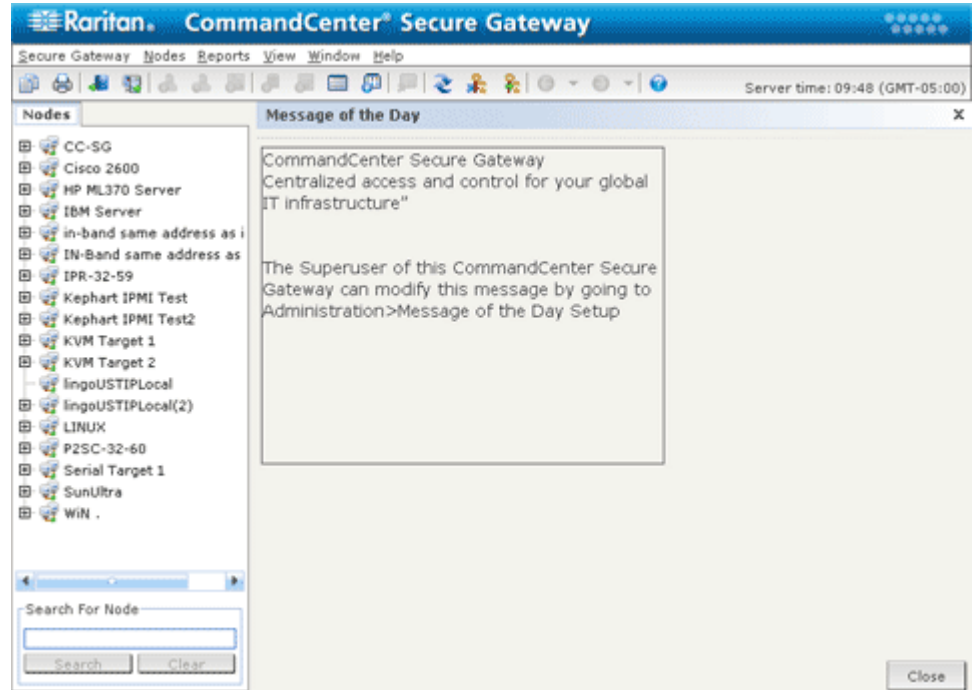 Raritan. CommandCenter® Secure Gateway
Secure Gateway Nodes Reports View Window Help
Server time: 09:48 (GMT-05:00)
Nodes
CC-SG
Cisco 2600
HP ML370 Server
IBM Server
in-band same address as i
IN-Band same address as
IPR-32-59
Kephart IPMI Test
Kephart IPMI Test2
KVM Target 1
KVM Target 2
lingoUSTIPLocal
lingoUSTIPLocal(2)
LINUX
P2SC-32-60
Serial Target 1
SunUltra
WiN .
Search For Node
Search Clear
Message of the Day x
CommandCenter Secure Gateway
Centralized access and control for your global
IT infrastructure"
The Superuser of this CommandCenter Secure
Gateway can modify this message by going to
Administration>Message of the Day Setup
Close